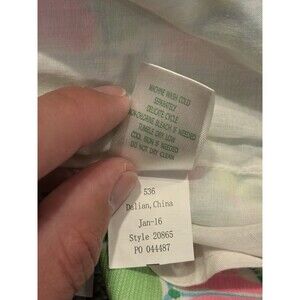 MACHINE WASH COLD
SEPARATELY
DELICATE CYCLE
NON-CHLORINE BLEACH IF NEEDED
TUMBLE DRY LOW
COOL IRON IF NEEDED
DO NOT DRY CLEAN
536
Dalian, China
Jan-16
Style 20865
PO 044487